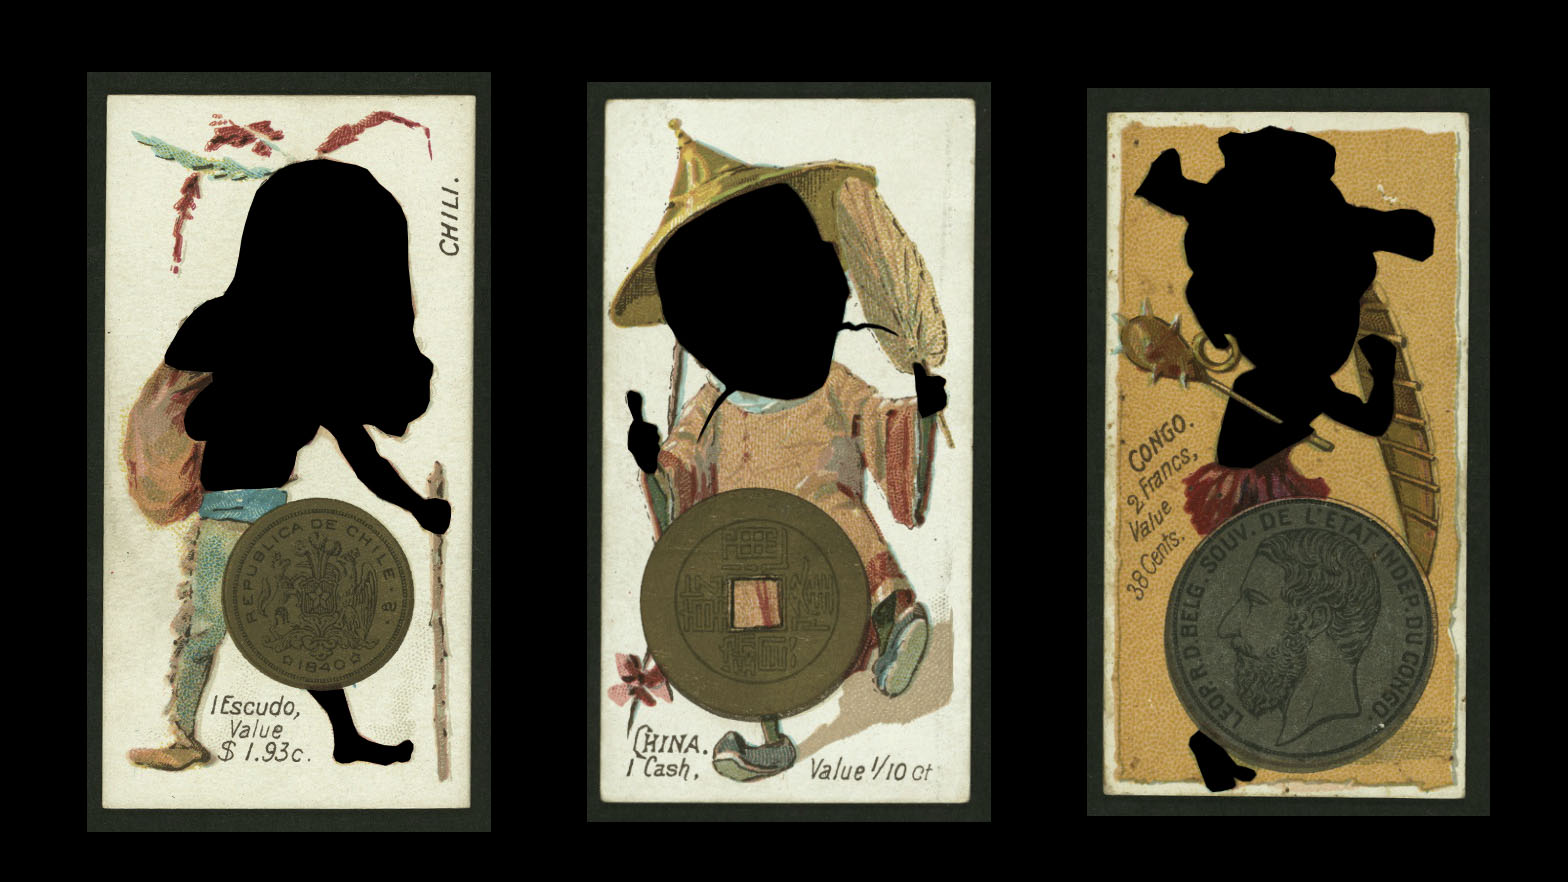 CHILI.
REPUBLICA DE CHILE · S ·
1840
1 Escudo,
Value
$ 1.93c.
CHINA.
1 Cash.
Value 1/10 ct
CONGO.
2 Francs,
Value
38 Cents.
LEOP. R. D. BELG. SOUV. DE L'ETAT INDEP. DU CONGO.